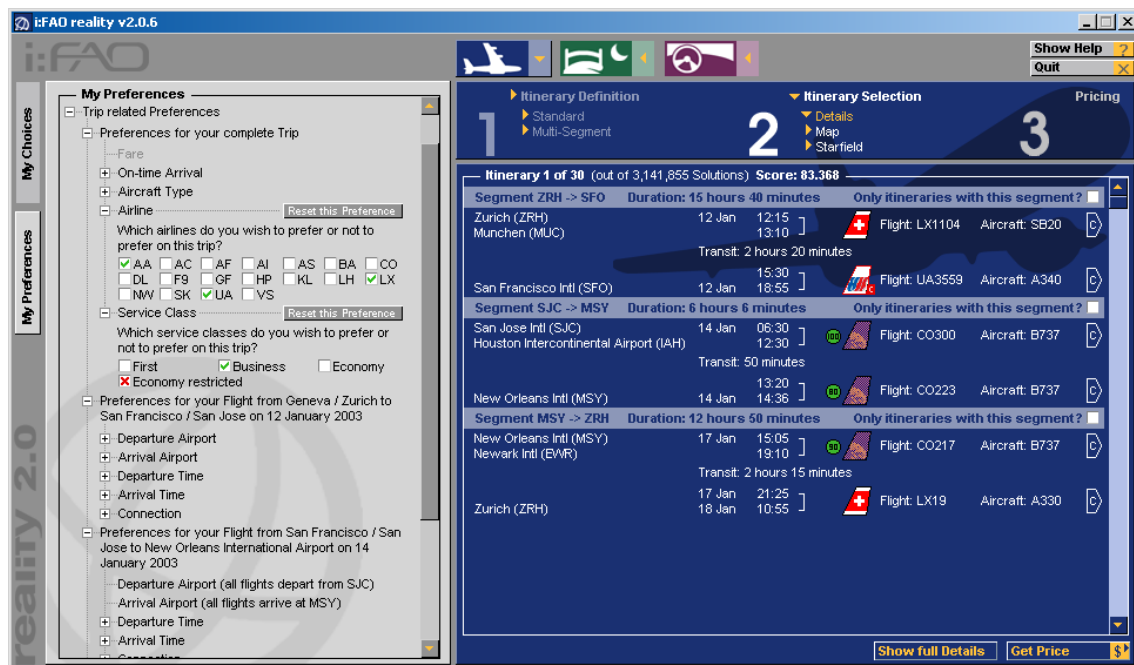 i:FAO reality v2.0.6
i:FAO
Show Help ?
Quit
My Choices
My Preferences
reality 2.0
My Preferences
Trip related Preferences
Preferences for your complete Trip
Fare
On-time Arrival
Aircraft Type
Airline Reset this Preference
Which airlines do you wish to prefer or not to
prefer on this trip?
AA AC AF AI AS BA CO
DL F9 GF HP KL LH LX
NW SK UA VS
Service Class Reset this Preference
Which service classes do you wish to prefer or
not to prefer on this trip?
First Business Economy
Economy restricted
Preferences for your Flight from Geneva / Zurich to
San Francisco / San Jose on 12 January 2003
Departure Airport
Arrival Airport
Departure Time
Arrival Time
Connection
Preferences for your Flight from San Francisco / San
Jose to New Orleans International Airport on 14
January 2003
Departure Airport (all flights depart from SJC)
Arrival Airport (all flights arrive at MSY)
Departure Time
Arrival Time
Connection
1 Itinerary Definition
Standard
Multi-Segment
2 Itinerary Selection
Details
Map
Starfield
Pricing
3
Itinerary 1 of 30 (out of 3,141,855 Solutions) Score: 83.368
Segment ZRH -> SFO Duration: 15 hours 40 minutes Only itineraries with this segment?
Zurich (ZRH) 12 Jan 12:15 Flight: LX1104 Aircraft: SB20 C
Munchen (MUC) 13:10
Transit: 2 hours 20 minutes
15:30 Flight: UA3559 Aircraft: A340 C
San Francisco Intl (SFO) 12 Jan 18:55
Segment SJC -> MSY Duration: 6 hours 6 minutes Only itineraries with this segment?
San Jose Intl (SJC) 14 Jan 06:30 Flight: CO300 Aircraft: B737 C
Houston Intercontinental Airport (IAH) 12:30
Transit: 50 minutes
13:20 Flight: CO223 Aircraft: B737 C
New Orleans Intl (MSY) 14 Jan 14:36
Segment MSY -> ZRH Duration: 12 hours 50 minutes Only itineraries with this segment?
New Orleans Intl (MSY) 17 Jan 15:05 Flight: CO217 Aircraft: B737 C
Newark Intl (EWR) 19:10
Transit: 2 hours 15 minutes
17 Jan 21:25 Flight: LX19 Aircraft: A330 C
Zurich (ZRH) 18 Jan 10:55
Show full Details
Get Price $